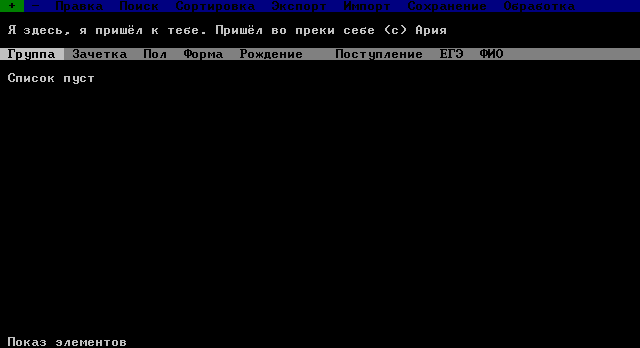 + Правка Поиск Сортировка Экспорт Импорт Сохранение Обработка
Я здесь, я пришёл к тебе. Пришёл во преки себе (с) Ария
Группа Зачетка Пол Форма Рождение Поступление ЕГЭ ФИО
Список пуст
Показ элементов